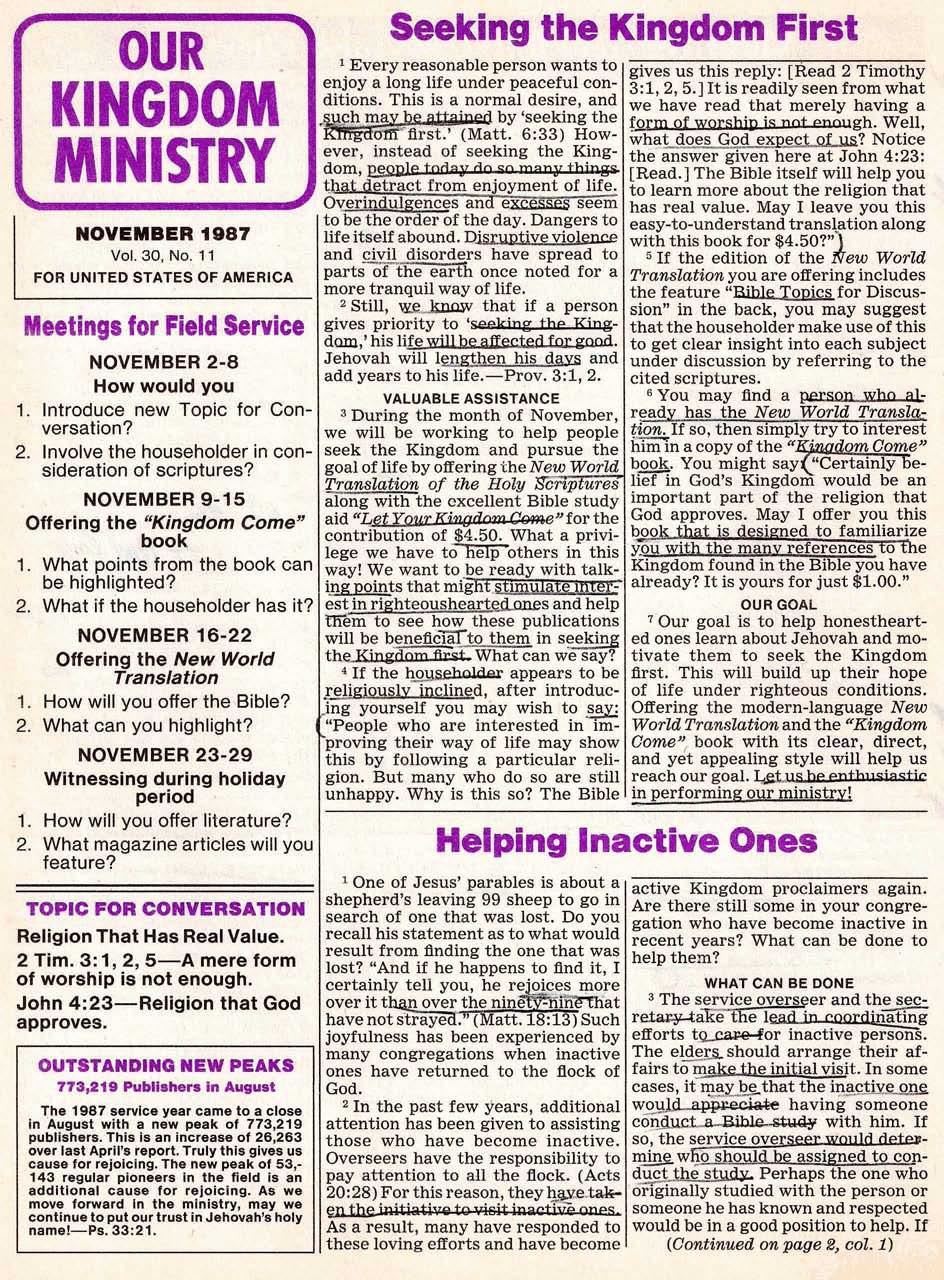 OUR
KINGDOM
MINISTRY
NOVEMBER 1987
Vol. 30, No. 11
FOR UNITED STATES OF AMERICA
Meetings for Field Service
NOVEMBER 2-8
How would you
1. Introduce new Topic for Con-
versation?
2. Involve the householder in con-
sideration of scriptures?
NOVEMBER 9-15
Offering the "Kingdom Come"
book
1. What points from the book can
be highlighted?
2. What if the householder has it?
NOVEMBER 16-22
Offering the New World
Translation
1. How will you offer the Bible?
2. What can you highlight?
NOVEMBER 23-29
Witnessing during holiday
period
1. How will you offer literature?
2. What magazine articles will you
feature?
TOPIC FOR CONVERSATION
Religion That Has Real Value.
2 Tim. 3:1, 2, 5—A mere form
of worship is not enough.
John 4:23—Religion that God
approves.
OUTSTANDING NEW PEAKS
773,219 Publishers in August
The 1987 service year came to a close
in August with a new peak of 773,219
publishers. This is an increase of 26,263
over last April's report. Truly this gives us
cause for rejoicing. The new peak of 53,-
143 regular pioneers in the field is an
additional cause for rejoicing. As we
move forward in the ministry, may we
continue to put our trust in Jehovah's holy
name!—Ps. 33:21.
Seeking the Kingdom First
1 Every reasonable person wants to
enjoy a long life under peaceful con-
ditions. This is a normal desire, and
such may be attained by 'seeking the
Kingdom first.' (Matt. 6:33) How-
ever, instead of seeking the King-
dom, people today do so many things
that detract from enjoyment of life.
Overindulgences and excesses seem
to be the order of the day. Dangers to
life itself abound. Disruptive violence
and civil disorders have spread to
parts of the earth once noted for a
more tranquil way of life.
2 Still, we know that if a person
gives priority to 'seeking the King-
dom,' his life will be affected for good.
Jehovah will lengthen his days and
add years to his life.—Prov. 3:1, 2.
VALUABLE ASSISTANCE
3 During the month of November,
we will be working to help people
seek the Kingdom and pursue the
goal of life by offering the New World
Translation of the Holy Scriptures
along with the excellent Bible study
aid "Let Your Kingdom Come" for the
contribution of $4.50. What a privi-
lege we have to help others in this
way! We want to be ready with talk-
ing points that might stimulate inter-
est in righteoushearted ones and help
them to see how these publications
will be beneficial to them in seeking
the Kingdom first. What can we say?
4 If the householder appears to be
religiously inclined, after introduc-
ing yourself you may wish to say:
"People who are interested in im-
proving their way of life may show
this by following a particular reli-
gion. But many who do so are still
unhappy. Why is this so? The Bible
gives us this reply: [Read 2 Timothy
3:1, 2, 5.] It is readily seen from what
we have read that merely having a
form of worship is not enough. Well,
what does God expect of us? Notice
the answer given here at John 4:23:
[Read.] The Bible itself will help you
to learn more about the religion that
has real value. May I leave you this
easy-to-understand translation along
with this book for $4.50?"
5 If the edition of the New World
Translation you are offering includes
the feature "Bible Topics for Discus-
sion" in the back, you may suggest
that the householder make use of this
to get clear insight into each subject
under discussion by referring to the
cited scriptures.
6 You may find a person who al-
ready has the New World Transla-
tion. If so, then simply try to interest
him in a copy of the "Kingdom Come"
book. You might say: "Certainly be-
lief in God's Kingdom would be an
important part of the religion that
God approves. May I offer you this
book that is designed to familiarize
you with the many references to the
Kingdom found in the Bible you have
already? It is yours for just $1.00."
OUR GOAL
7 Our goal is to help honestheart-
ed ones learn about Jehovah and mo-
tivate them to seek the Kingdom
first. This will build up their hope
of life under righteous conditions.
Offering the modern-language New
World Translation and the "Kingdom
Come" book with its clear, direct,
and yet appealing style will help us
reach our goal. Let us be enthusiastic
in performing our ministry!
Helping Inactive Ones
1 One of Jesus' parables is about a
shepherd's leaving 99 sheep to go in
search of one that was lost. Do you
recall his statement as to what would
result from finding the one that was
lost? "And if he happens to find it, I
certainly tell you, he rejoices more
over it than over the ninety-nine that
have not strayed." (Matt. 18:13) Such
joyfulness has been experienced by
many congregations when inactive
ones have returned to the flock of
God.
2 In the past few years, additional
attention has been given to assisting
those who have become inactive.
Overseers have the responsibility to
pay attention to all the flock. (Acts
20:28) For this reason, they have tak-
en the initiative to visit inactive ones.
As a result, many have responded to
these loving efforts and have become
active Kingdom proclaimers again.
Are there still some in your congre-
gation who have become inactive in
recent years? What can be done to
help them?
WHAT CAN BE DONE
3 The service overseer and the sec-
retary take the lead in coordinating
efforts to care for inactive persons.
The elders should arrange their af-
fairs to make the initial visit. In some
cases, it may be that the inactive one
would appreciate having someone
conduct a Bible study with him. If
so, the service overseer would deter-
mine who should be assigned to con-
duct the study. Perhaps the one who
originally studied with the person or
someone he has known and respected
would be in a good position to help. If
(Continued on page 2, col. 1)